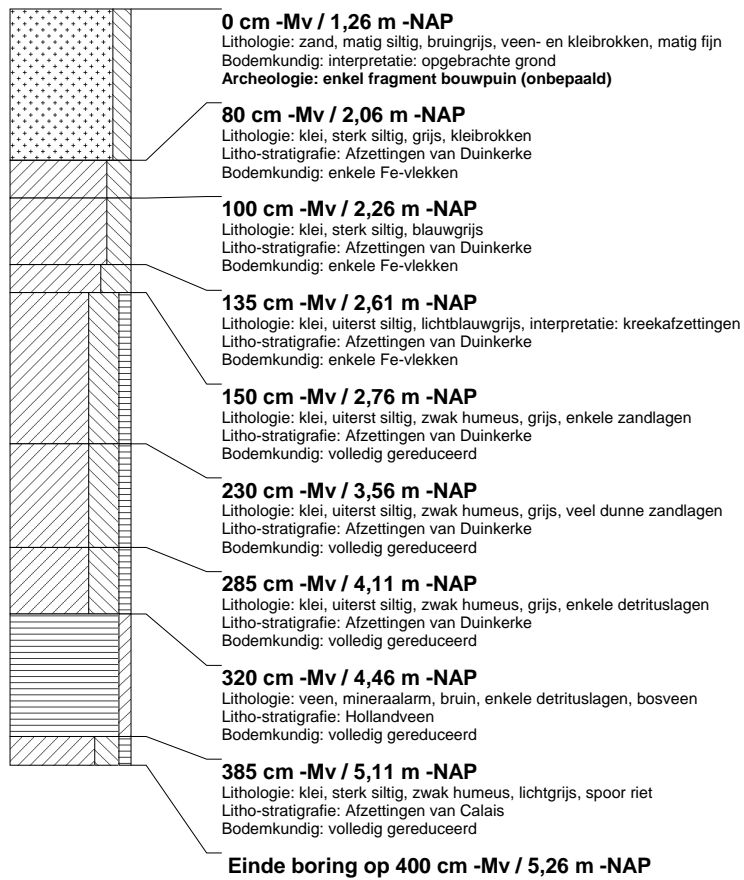 0 cm -Mv / 1,26 m -NAP
Lithologie: zand, matig siltig, bruingrijs, veen- en kleibrokken, matig fijn
Bodemkundig: interpretatie: opgebrachte grond
Archeologie: enkel fragment bouwpuin (onbepaald)
80 cm -Mv / 2,06 m -NAP
Lithologie: klei, sterk siltig, grijs, kleibrokken
Litho-stratigrafie: Afzettingen van Duinkerke
Bodemkundig: enkele Fe-vlekken
100 cm -Mv / 2,26 m -NAP
Lithologie: klei, sterk siltig, blauwgrijs
Litho-stratigrafie: Afzettingen van Duinkerke
Bodemkundig: enkele Fe-vlekken
135 cm -Mv / 2,61 m -NAP
Lithologie: klei, uiterst siltig, lichtblauwgrijs, interpretatie: kreekafzettingen
Litho-stratigrafie: Afzettingen van Duinkerke
Bodemkundig: enkele Fe-vlekken
150 cm -Mv / 2,76 m -NAP
Lithologie: klei, uiterst siltig, zwak humeus, grijs, enkele zandlagen
Litho-stratigrafie: Afzettingen van Duinkerke
Bodemkundig: volledig gereduceerd
230 cm -Mv / 3,56 m -NAP
Lithologie: klei, uiterst siltig, zwak humeus, grijs, veel dunne zandlagen
Litho-stratigrafie: Afzettingen van Duinkerke
Bodemkundig: volledig gereduceerd
285 cm -Mv / 4,11 m -NAP
Lithologie: klei, uiterst siltig, zwak humeus, grijs, enkele detrituslagen
Litho-stratigrafie: Afzettingen van Duinkerke
Bodemkundig: volledig gereduceerd
320 cm -Mv / 4,46 m -NAP
Lithologie: veen, mineraalarm, bruin, enkele detrituslagen, bosveen
Litho-stratigrafie: Hollandveen
Bodemkundig: volledig gereduceerd
385 cm -Mv / 5,11 m -NAP
Lithologie: klei, sterk siltig, zwak humeus, lichtgrijs, spoor riet
Litho-stratigrafie: Afzettingen van Calais
Bodemkundig: volledig gereduceerd
Einde boring op 400 cm -Mv / 5,26 m -NAP